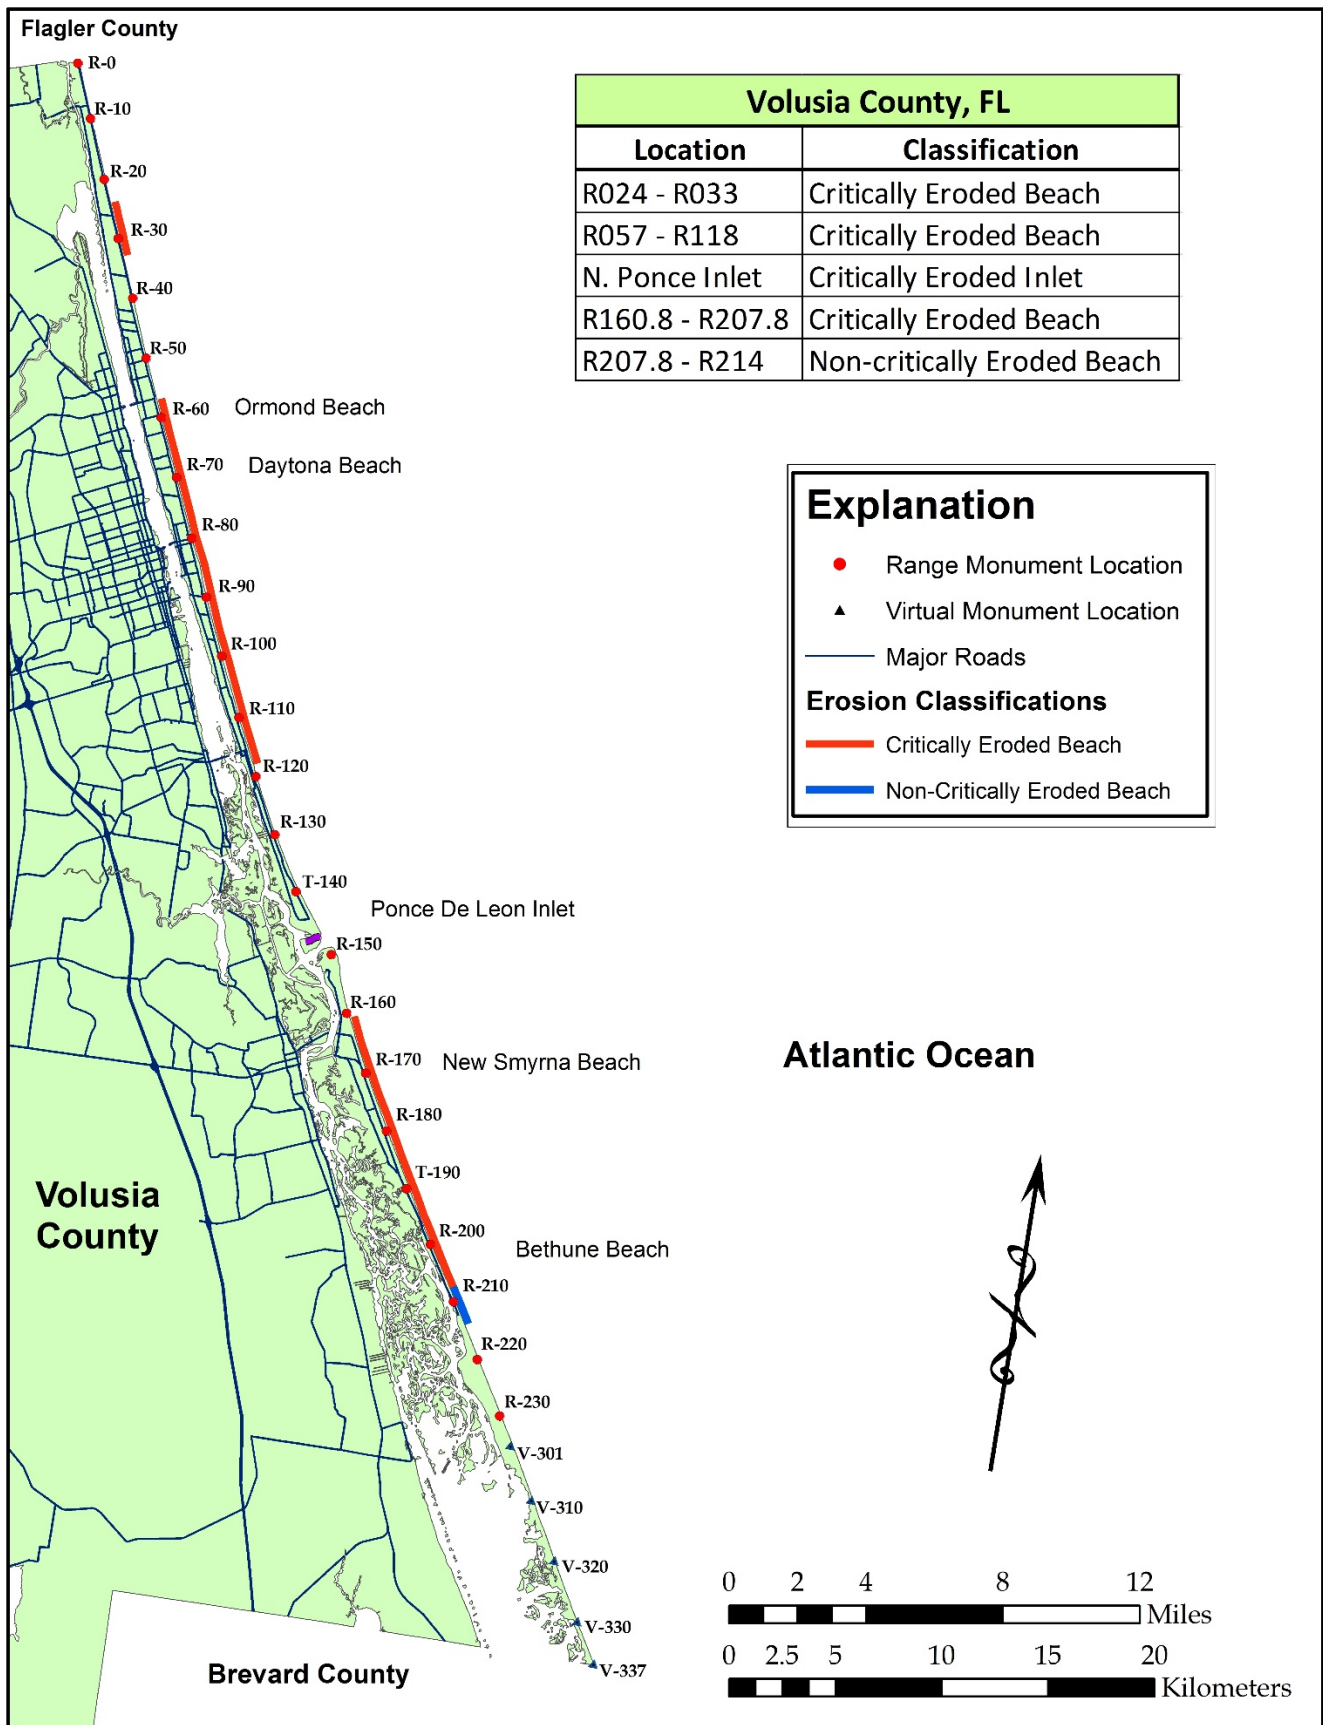 Flagler County
R-0
R-10
R-20
R-30
R-40
R-50
R-60 Ormond Beach
R-70 Daytona Beach
R-80
R-90
R-100
R-110
R-120
R-130
T-140
Ponce De Leon Inlet
R-150
R-160
R-170 New Smyrna Beach
R-180
T-190
R-200
Bethune Beach
R-210
R-220
R-230
V-301
V-310
V-320
V-330
V-337
Volusia
County
Brevard County
Atlantic Ocean
Volusia County, FL
Location Classification
R024 - R033 Critically Eroded Beach
R057 - R118 Critically Eroded Beach
N. Ponce Inlet Critically Eroded Inlet
R160.8 - R207.8 Critically Eroded Beach
R207.8 - R214 Non-critically Eroded Beach
Explanation
Range Monument Location
Virtual Monument Location
Major Roads
Erosion Classifications
Critically Eroded Beach
Non-Critically Eroded Beach
N
0 2 4 8 12
Miles
0 2.5 5 10 15 20
Kilometers